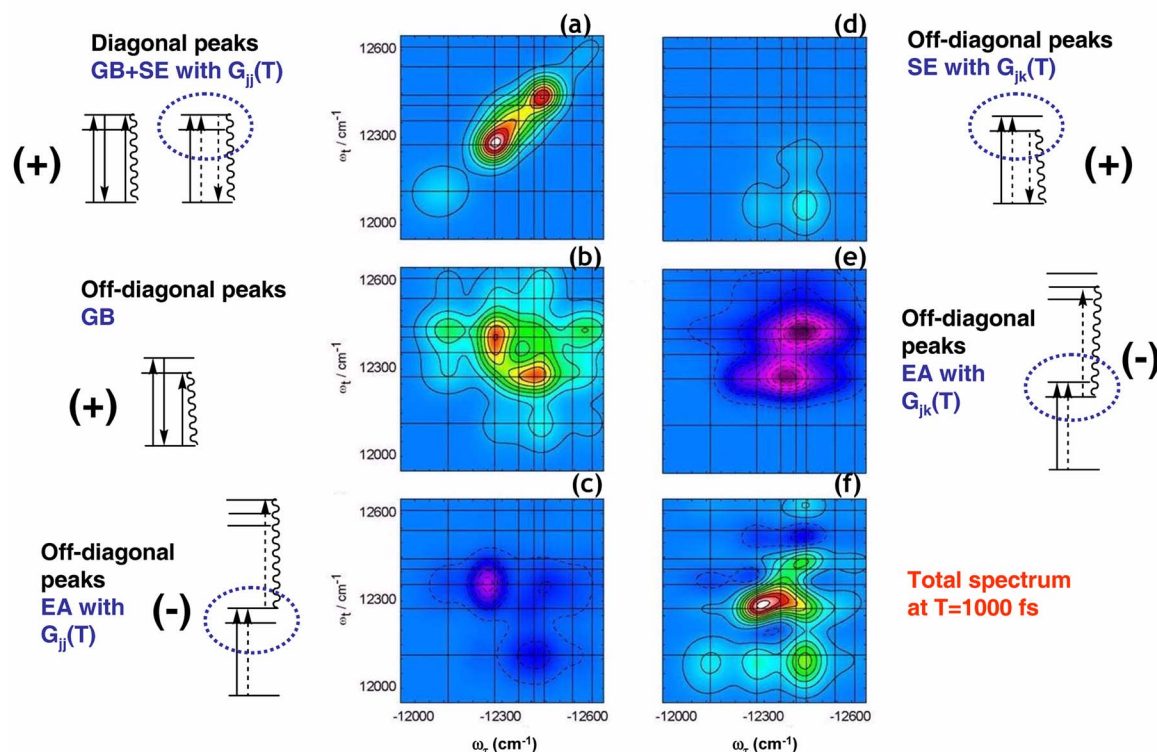 (a)
Diagonal peaks
GB+SE with Gjj(T)
(+)
12600
12300
12000
ωt / cm-1
(d)
Off-diagonal peaks
SE with Gjk(T)
(+)
(b)
Off-diagonal peaks
GB
(+)
12600
12300
12000
ωt / cm-1
(e)
Off-diagonal
peaks
EA with
Gjk(T)
(-)
(c)
Off-diagonal
peaks
EA with
Gjj(T)
(-)
12600
12300
12000
ωt / cm-1
-12000
-12300
-12600
ωτ (cm-1)
(f)
Total spectrum
at T=1000 fs
-12000
-12300
-12600
ωτ (cm-1)